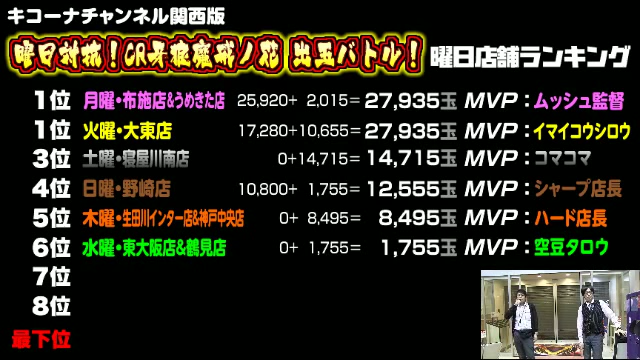 キコーナチャンネル関西版
曜日対抗!CR牙狼魔戒ノ花 出玉バトル! 曜日店舗ランキング
1位 月曜・布施店&うめきた店 25,920+ 2,015= 27,935玉 MVP:ムッシュ監督
1位 火曜・大東店 17,280+10,655= 27,935玉 MVP:イマイコウシロウ
3位 土曜・寝屋川南店 0+14,715= 14,715玉 MVP:コマコマ
4位 日曜・野崎店 10,800+ 1,755= 12,555玉 MVP:シャープ店長
5位 木曜・生田川インター店&神戸中央店 0+ 8,495= 8,495玉 MVP:ハード店長
6位 水曜・東大阪店&鶴見店 0+ 1,755= 1,755玉 MVP:空豆タロウ
7位
8位
最下位